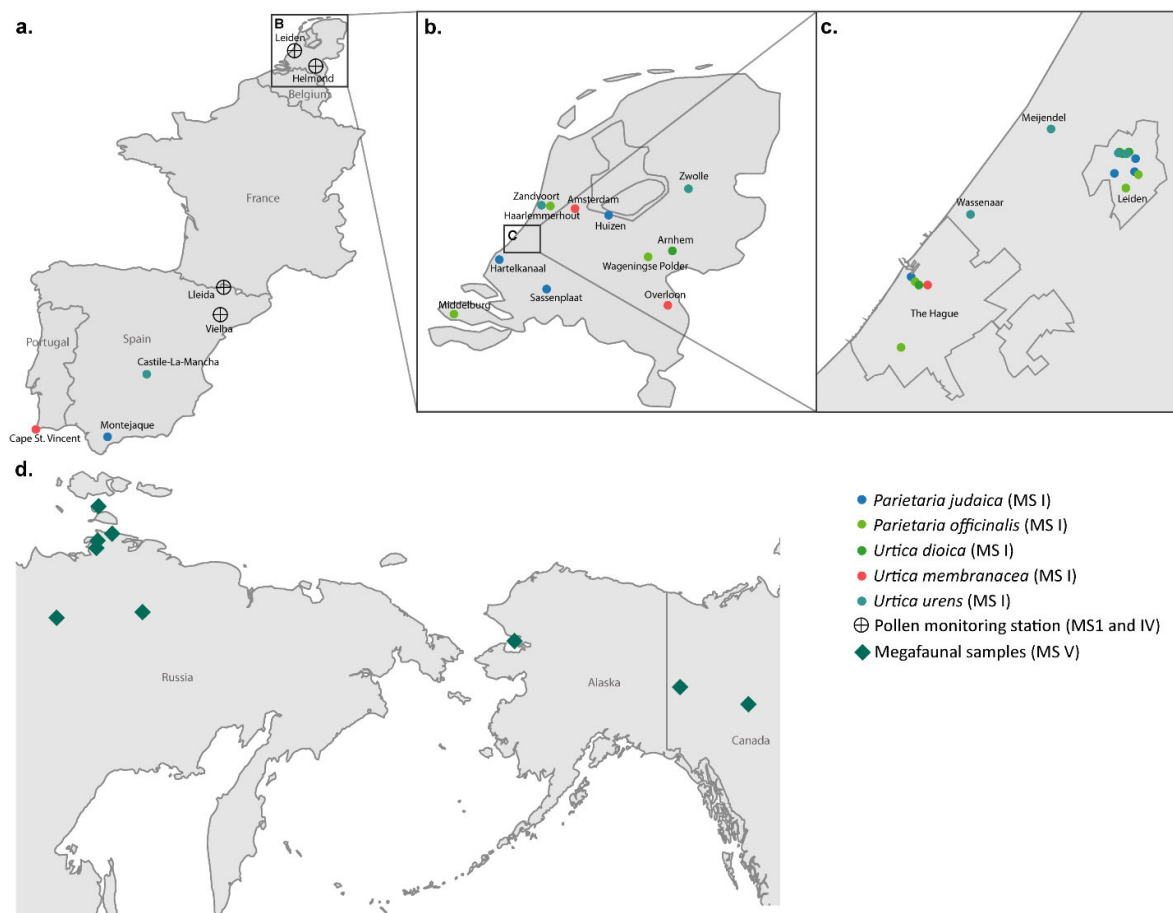 a.
B
Leiden
Helmond
Belgium
France
Lleida
Vielha
Portugal
Spain
Castile-La-Mancha
Montejaque
Cape St. Vincent
b.
Zandvoort
Haarlemmerhout
Amsterdam
Huizen
Zwolle
C
Hartelkanaal
Arnhem
Wageningse Polder
Sassenplaat
Overloon
Middelburg
c.
Meijendel
Leiden
Wassenaar
The Hague
d.
Russia
Alaska
Canada
Parietaria judaica (MS I)
Parietaria officinalis (MS I)
Urtica dioica (MS I)
Urtica membranacea (MS I)
Urtica urens (MS I)
Pollen monitoring station (MS1 and IV)
Megafaunal samples (MS V)